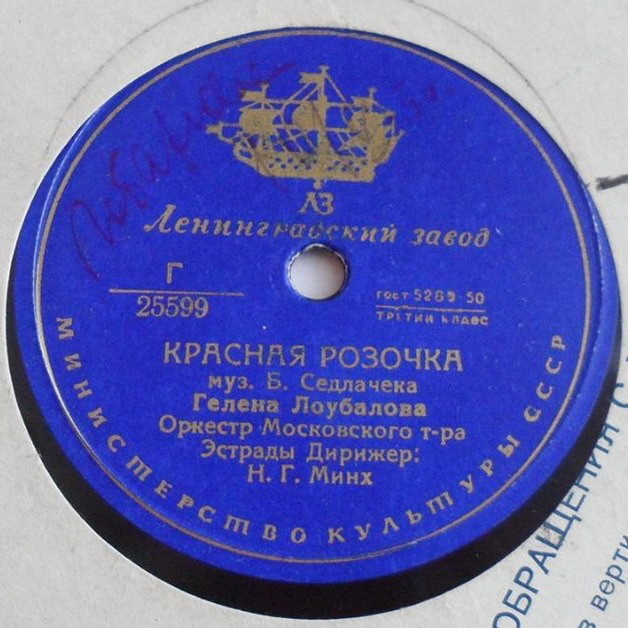 ЛЗ
Ленинградский завод
Г
25599
ГОСТ 5289-50
ТРЕТИЙ КЛАСС
КРАСНАЯ РОЗОЧКА
муз. Б. Седлачека
Гелена Лоубалова
Оркестр Московского т-ра
Эстрады Дирижер:
Н. Г. Минх
МИНИСТЕРСТВО КУЛЬТУРЫ СССР
ОБРАЩЕНИЯ С
в верти